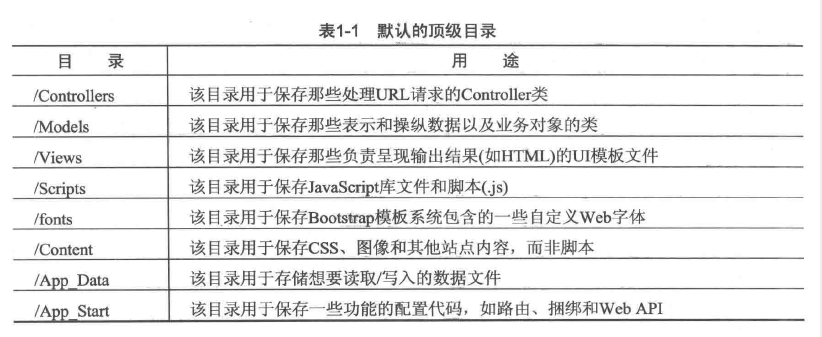 表1-1 默认的顶级目录
目 录 用 途
/Controllers 该目录用于保存那些处理URL请求的Controller类
/Models 该目录用于保存那些表示和操纵数据以及业务对象的类
/Views 该目录用于保存那些负责呈现输出结果(如HTML)的UI模板文件
/Scripts 该目录用于保存JavaScript库文件和脚本(.js)
/fonts 该目录用于保存Bootstrap模板系统包含的一些自定义Web字体
/Content 该目录用于保存CSS、图像和其他站点内容，而非脚本
/App_Data 该目录用于存储想要读取/写入的数据文件
/App_Start 该目录用于保存一些功能的配置代码，如路由、捆绑和Web API